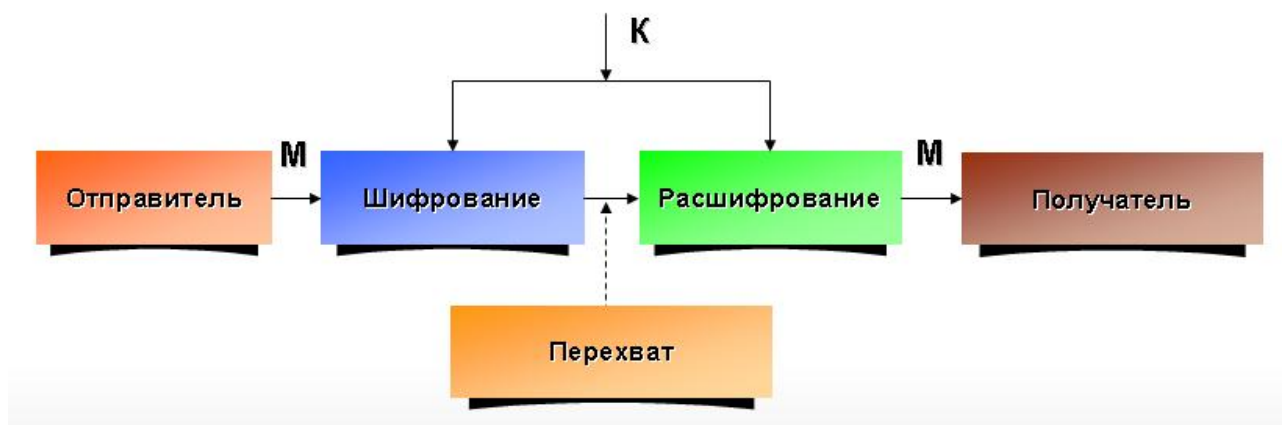 К
М
М
Отправитель
Шифрование
Расшифрование
Получатель
Перехват